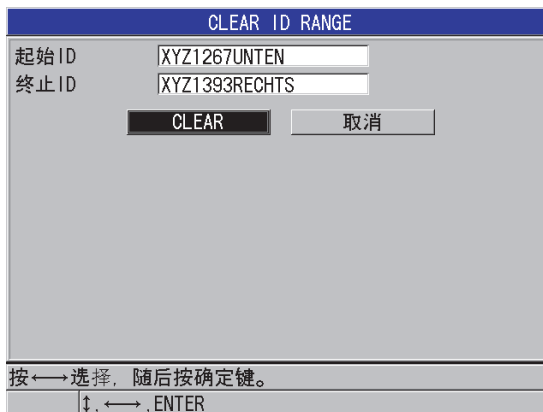 CLEAR ID RANGE
起始ID XYZ1267UNTEN
终止ID XYZ1393RECHTS
CLEAR 取消
按←→选择, 随后按确定键。
↕,←→,ENTER